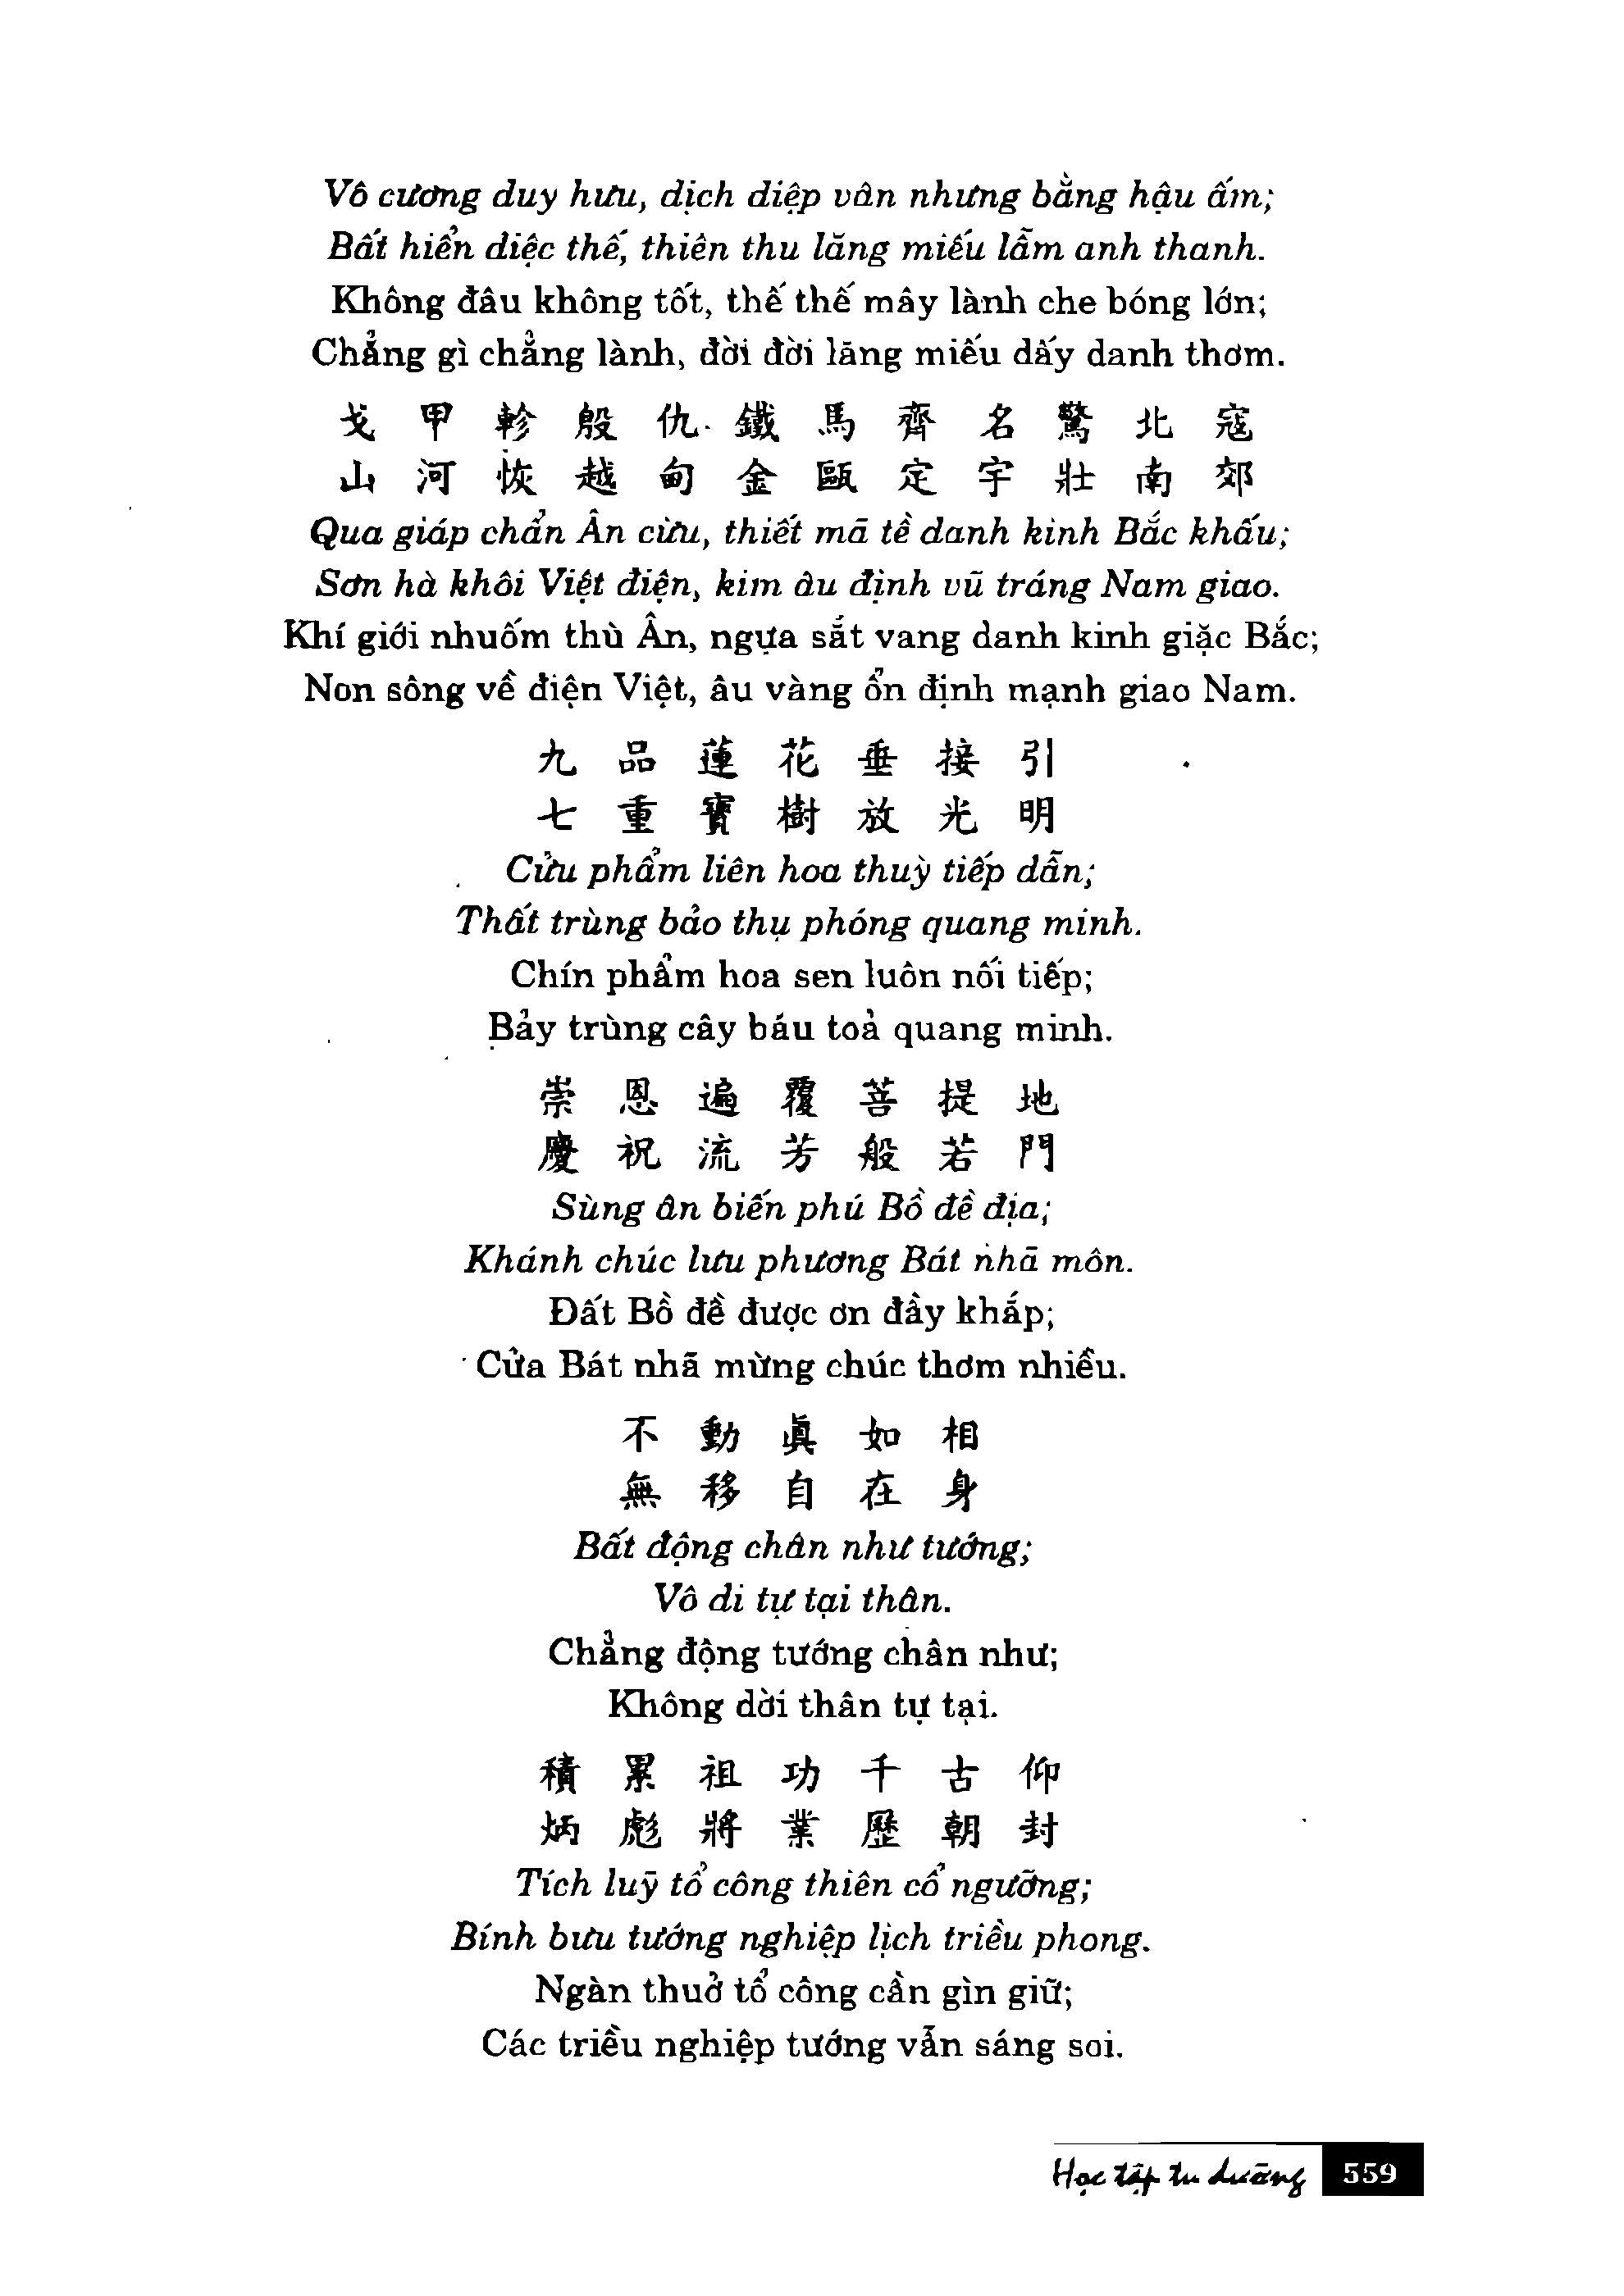 Vô cương duy hưu, dịch diệp vân nhưng bằng hậu ấm;
Bất hiển diệc thế, thiên thu lăng miếu lẫm anh thanh.
Không đâu không tốt, thế thế mây lành che bóng lớn;
Chẳng gì chẳng lành, đời đời lăng miếu dấy danh thơm.
戈甲軫殷仇鐵馬齊名驚北寇
山河恢越甸金甌定宇壯南郊
Qua giáp chẩn Ân cừu, thiết mã tề danh kinh Bắc khấu;
Sơn hà khôi Việt điện, kim âu định vũ tráng Nam giao.
Khí giới nhuốm thù Ân, ngựa sắt vang danh kinh giặc Bắc;
Non sông về điện Việt, âu vàng ổn định mạnh giao Nam.
九品蓮花垂接引
七重寶樹放光明
Cửu phẩm liên hoa thuỳ tiếp dẫn;
Thất trùng bảo thụ phóng quang minh.
Chín phẩm hoa sen luôn nối tiếp;
Bảy trùng cây báu toả quang minh.
崇恩遍覆菩提地
慶祝流芳般若門
Sùng ân biến phú Bồ đề địa;
Khánh chúc lưu phương Bát nhã môn.
Đất Bồ đề được ơn đầy khắp;
Cửa Bát nhã mừng chúc thơm nhiều.
不動眞如相
無移自在身
Bất động chân như tướng;
Vô di tự tại thân.
Chẳng động tướng chân như;
Không dời thân tự tại.
積累祖功千古仰
炳彪將業歷朝封
Tích luỹ tổ công thiên cổ ngưỡng;
Bính bưu tướng nghiệp lịch triều phong.
Ngàn thuở tổ công cần gìn giữ;
Các triều nghiệp tướng vẫn sáng soi.
Học tập tu dưỡng 559